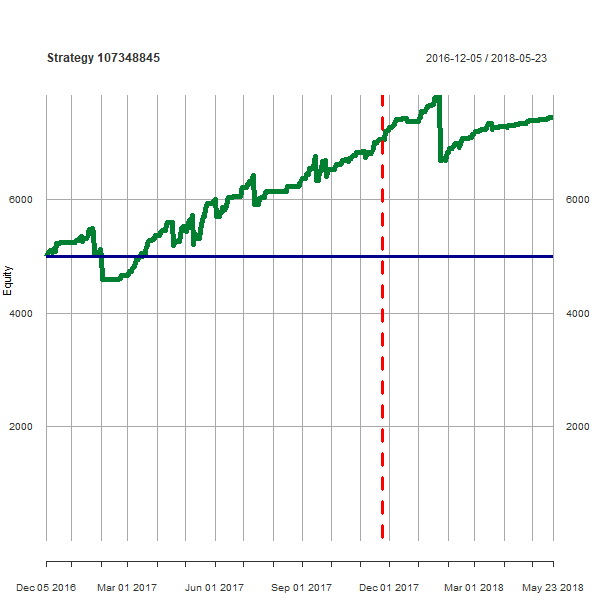 Strategy 107348845
2016-12-05 / 2018-05-23
6000
6000
Equity
4000
4000
2000
2000
Dec 05 2016
Mar 01 2017
Jun 01 2017
Sep 01 2017
Dec 01 2017
Mar 01 2018
May 23 2018